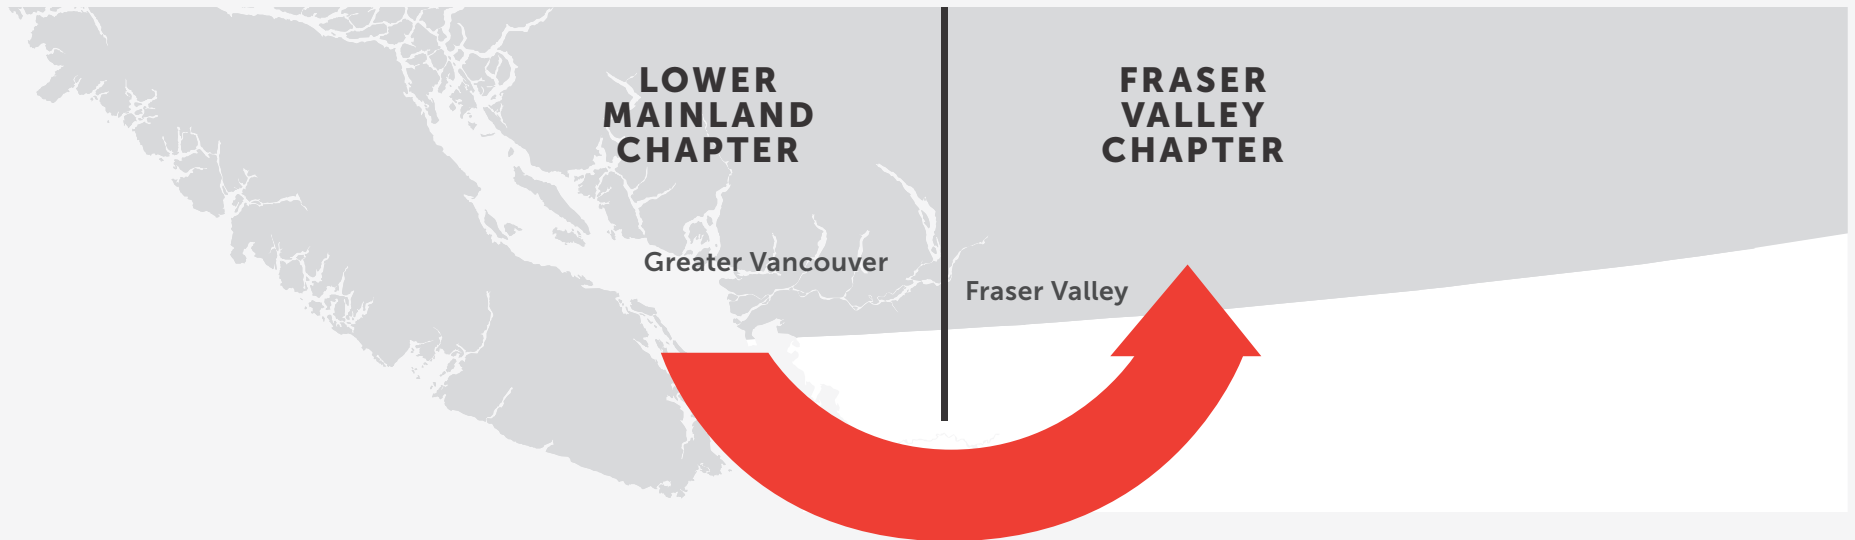 LOWER
MAINLAND
CHAPTER
FRASER
VALLEY
CHAPTER
Greater Vancouver
Fraser Valley